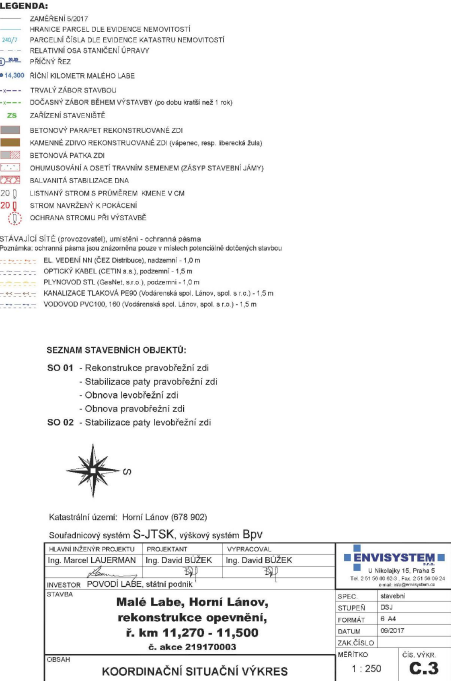 LEGENDA:
ZAMĚŘENÍ 5/2017
HRANICE PARCEL DLE EVIDENCE NEMOVITOSTÍ
240/7 PARCELNÍ ČÍSLA DLE EVIDENCE KATASTRU NEMOVITOSTÍ
RELATIVNÍ OSA STANIČENÍ ÚPRAVY
PŘÍČNÝ ŘEZ
14,300 ŘÍČNÍ KILOMETR MALÉHO LABE
TRVALÝ ZÁBOR STAVBOU
DOČASNÝ ZÁBOR BĚHEM VÝSTAVBY (po dobu kratší než 1 rok)
ZS ZAŘÍZENÍ STAVENIŠTĚ
BETONOVÝ PARAPET REKONSTRUOVANÉ ZDI
KAMENNÉ ZDIVO REKONSTRUOVANÉ ZDI (vápenec, resp. liberecká žula)
BETONOVÁ PATKA ZDI
OHUMUSOVÁNÍ A OSETÍ TRAVNÍM SEMENEM (ZÁSYP STAVEBNÍ JÁMY)
BALVANITÁ STABILIZACE DNA
20 LISTNANÝ STROM S PRŮMĚREM KMENE V CM
20 STROM NAVRŽENÝ K POKÁCENÍ
OCHRANA STROMU PŘI VÝSTAVBĚ
STÁVAJÍCÍ SÍTĚ (provozovatel), umístění - ochranná pásma
Poznámka: ochranná pásma jsou znázorněna pouze v místech potenciálně dotčených stavbou
EL. VEDENÍ NN (ČEZ Distribuce), nadzemní - 1,0 m
OPTICKÝ KABEL (CETIN a.s.), podzemní - 1,5 m
PLYNOVOD STL (GasNet, s.r.o.), podzemní - 1,0 m
KANALIZACE TLAKOVÁ PE90 (Vodárenská spol. Lánov, spol. s r.o.) - 1,5 m
VODOVOD PVC100, 160 (Vodárenská spol. Lánov, spol. s r.o.) - 1,5 m
SEZNAM STAVEBNÍCH OBJEKTŮ:
SO 01 - Rekonstrukce pravobřežní zdi
- Stabilizace paty pravobřežní zdi
- Obnova levobřežní zdi
- Obnova pravobřežní zdi
SO 02 - Stabilizace paty levobřežní zdi
S
Katastrální území: Horní Lánov (678 902)
Souřadnicový systém S-JTSK, výškový systém Bpv
HLAVNÍ INŽENÝR PROJEKTU PROJEKTANT VYPRACOVAL
Ing. Marcel LAUERMAN Ing. David BŮŽEK Ing. David BŮŽEK
INVESTOR POVODÍ LABE, státní podnik
ENVISYSTEM s.r.o.
U Nikolajky 15, Praha 5
STAVBA
Malé Labe, Horní Lánov,
rekonstrukce opevnění,
ř. km 11,270 - 11,500
č. akce 219170003
SPEC. stavební
STUPEŇ DSJ
FORMÁT 6 A4
DATUM 09/2017
ZAK.ČÍSLO
OBSAH
KOORDINAČNÍ SITUAČNÍ VÝKRES
MĚŘÍTKO
1 : 250
ČÍS. VÝKR.
C.3